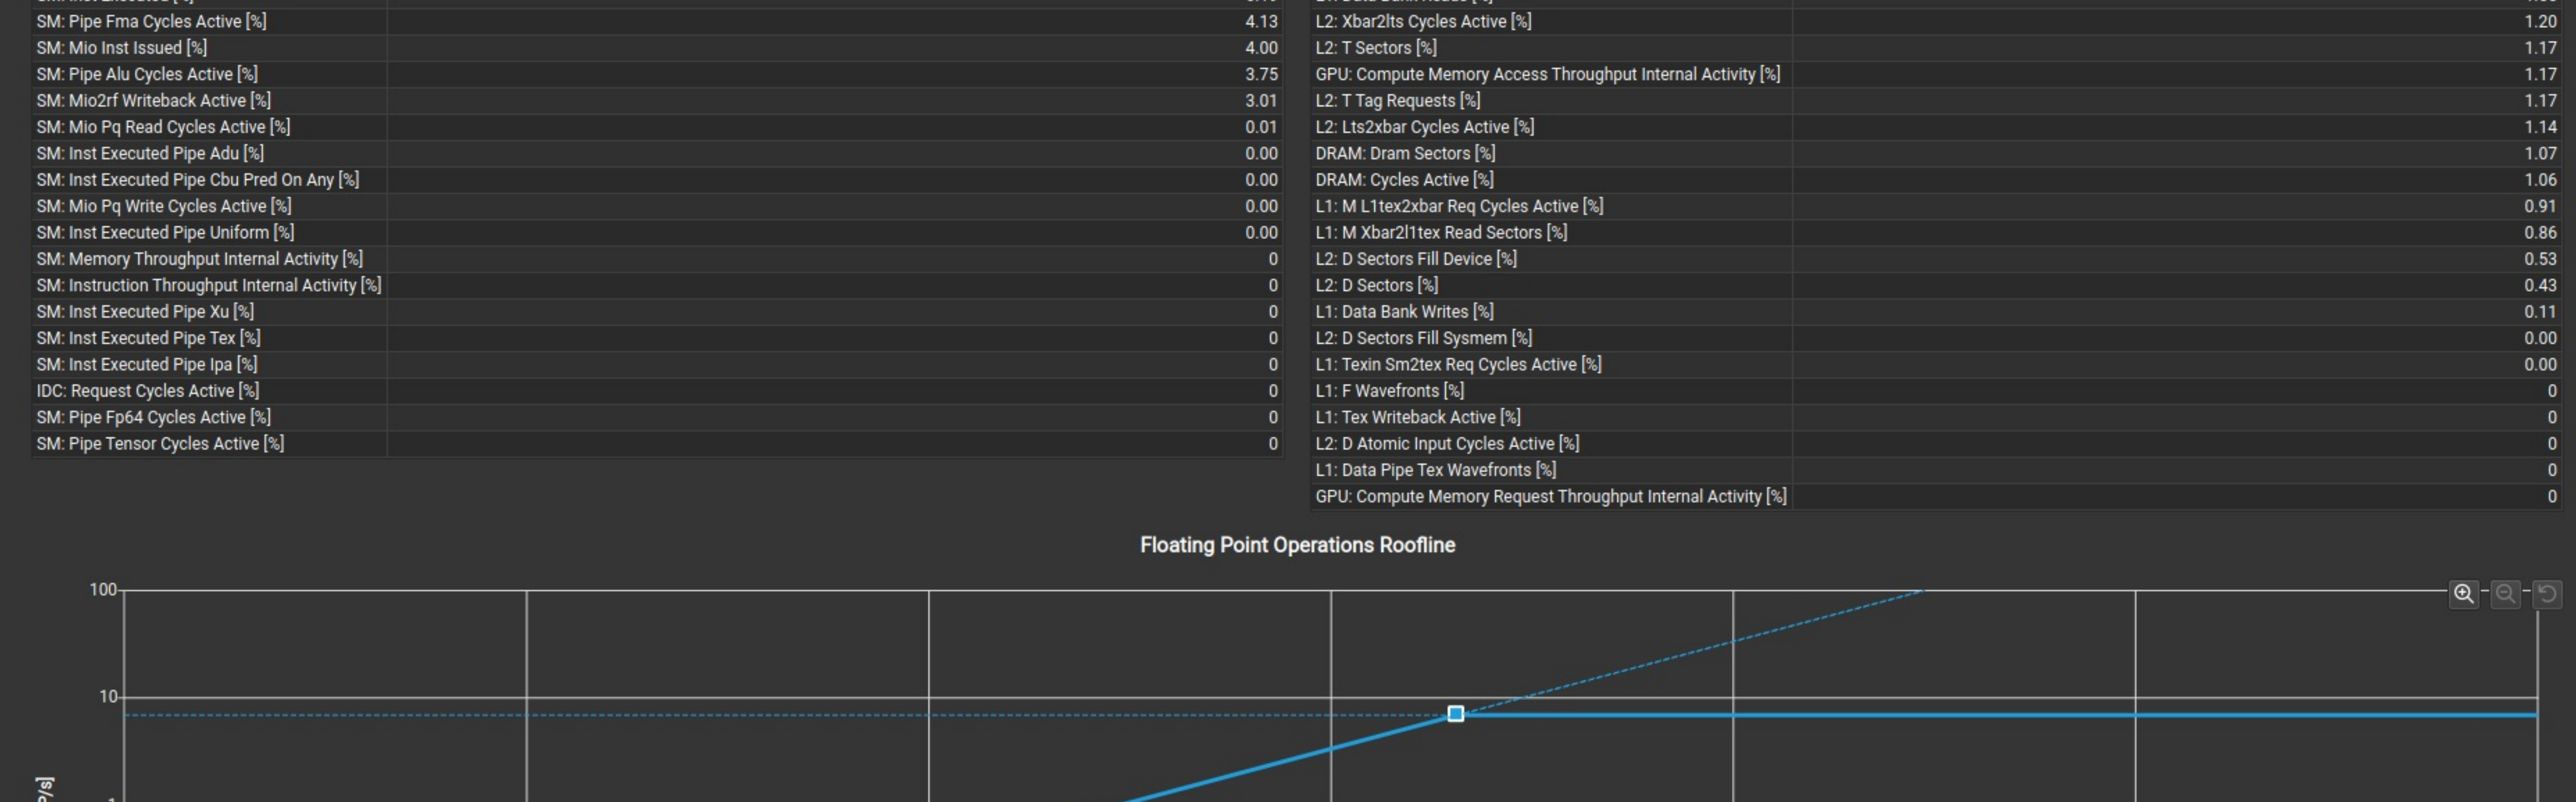 SM: Pipe Fma Cycles Active [%] 4.13
SM: Mio Inst Issued [%] 4.00
SM: Pipe Alu Cycles Active [%] 3.75
SM: Mio2rf Writeback Active [%] 3.01
SM: Mio Pq Read Cycles Active [%] 0.01
SM: Inst Executed Pipe Adu [%] 0.00
SM: Inst Executed Pipe Cbu Pred On Any [%] 0.00
SM: Mio Pq Write Cycles Active [%] 0.00
SM: Inst Executed Pipe Uniform [%] 0.00
SM: Memory Throughput Internal Activity [%] 0
SM: Instruction Throughput Internal Activity [%] 0
SM: Inst Executed Pipe Xu [%] 0
SM: Inst Executed Pipe Tex [%] 0
SM: Inst Executed Pipe Ipa [%] 0
IDC: Request Cycles Active [%] 0
SM: Pipe Fp64 Cycles Active [%] 0
SM: Pipe Tensor Cycles Active [%] 0
L2: Xbar2lts Cycles Active [%] 1.20
L2: T Sectors [%] 1.17
GPU: Compute Memory Access Throughput Internal Activity [%] 1.17
L2: T Tag Requests [%] 1.17
L2: Lts2xbar Cycles Active [%] 1.14
DRAM: Dram Sectors [%] 1.07
DRAM: Cycles Active [%] 1.06
L1: M L1tex2xbar Req Cycles Active [%] 0.91
L1: M Xbar2l1tex Read Sectors [%] 0.86
L2: D Sectors Fill Device [%] 0.53
L2: D Sectors [%] 0.43
L1: Data Bank Writes [%] 0.11
L2: D Sectors Fill Sysmem [%] 0.00
L1: Texin Sm2tex Req Cycles Active [%] 0.00
L1: F Wavefronts [%] 0
L1: Tex Writeback Active [%] 0
L2: D Atomic Input Cycles Active [%] 0
L1: Data Pipe Tex Wavefronts [%] 0
GPU: Compute Memory Request Throughput Internal Activity [%] 0
Floating Point Operations Roofline
100
10
P/s]